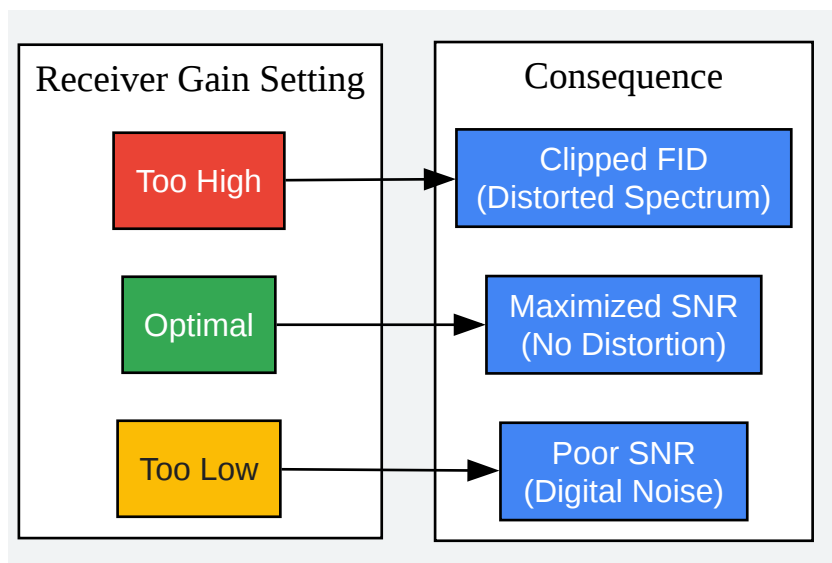 Receiver Gain Setting
Too High
Optimal
Too Low
Consequence
Clipped FID
(Distorted Spectrum)
Maximized SNR
(No Distortion)
Poor SNR
(Digital Noise)